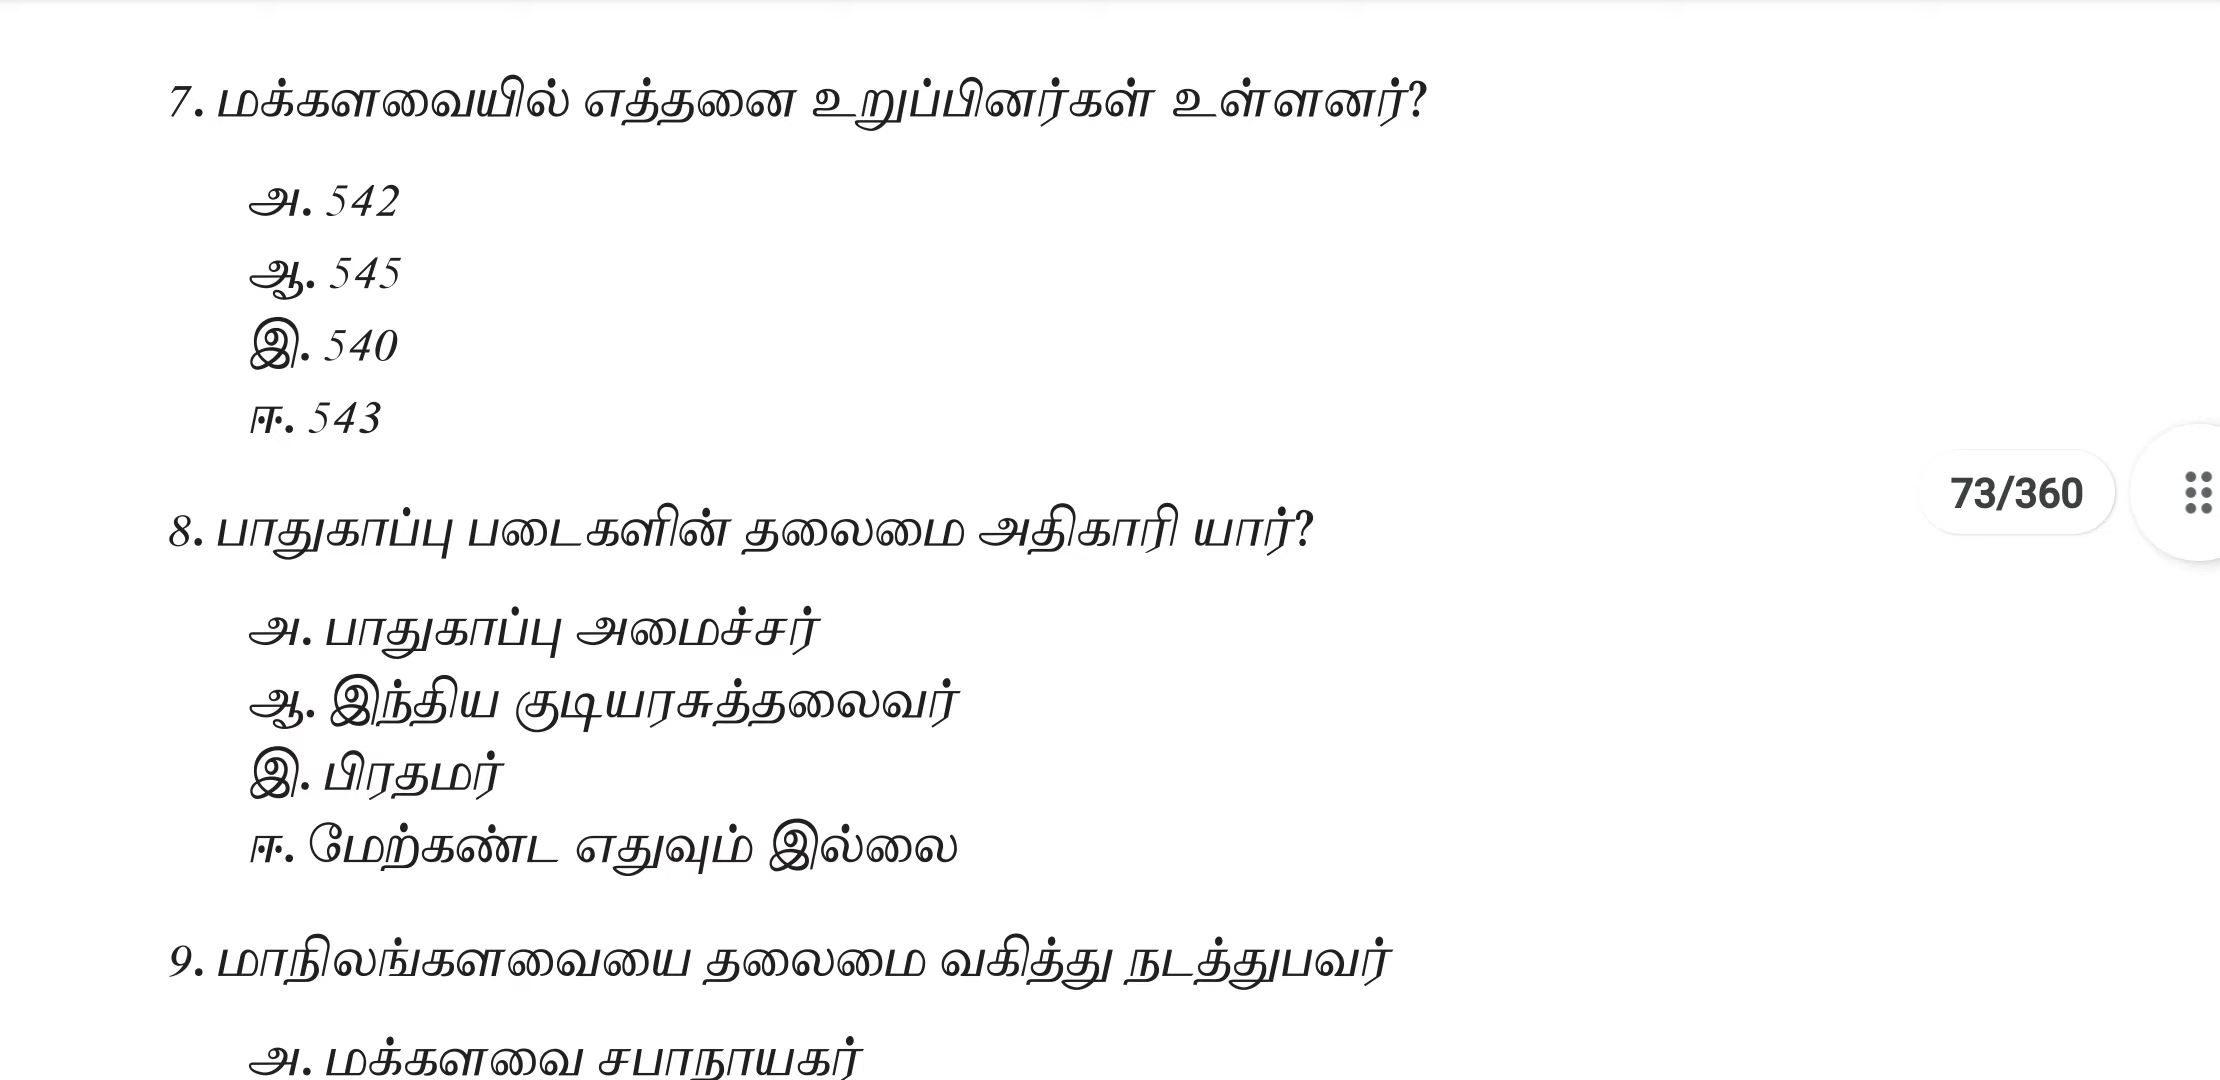 7. மக்களவையில் எத்தனை உறுப்பினர்கள் உள்ளனர்?
அ. 542
ஆ. 545
இ. 540
ஈ. 543
73/360
8. பாதுகாப்பு படைகளின் தலைமை அதிகாரி யார்?
அ. பாதுகாப்பு அமைச்சர்
ஆ. இந்திய குடியரசுத்தலைவர்
இ. பிரதமர்
ஈ. மேற்கண்ட எதுவும் இல்லை
9. மாநிலங்களவையை தலைமை வகித்து நடத்துபவர்
அ. மக்களவை சபாநாயகர்